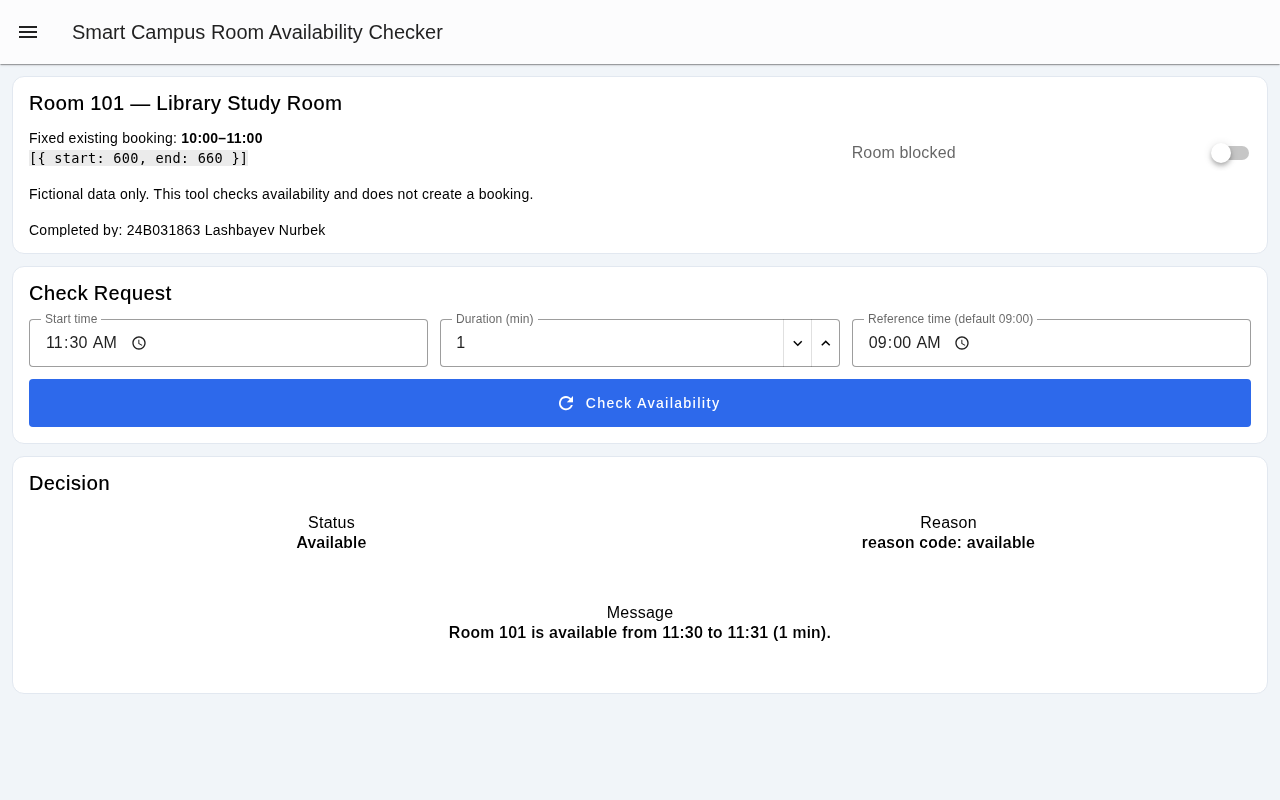 Smart Campus Room Availability Checker
Room 101 — Library Study Room
Fixed existing booking: 10:00–11:00
[{ start: 600, end: 660 }]
Room blocked
Fictional data only. This tool checks availability and does not create a booking.
Completed by: 24B031863 Lashbayev Nurbek
Check Request
Start time
11:30 AM
Duration (min)
1
Reference time (default 09:00)
09:00 AM
Check Availability
Decision
Status
Available
Reason
reason code: available
Message
Room 101 is available from 11:30 to 11:31 (1 min).